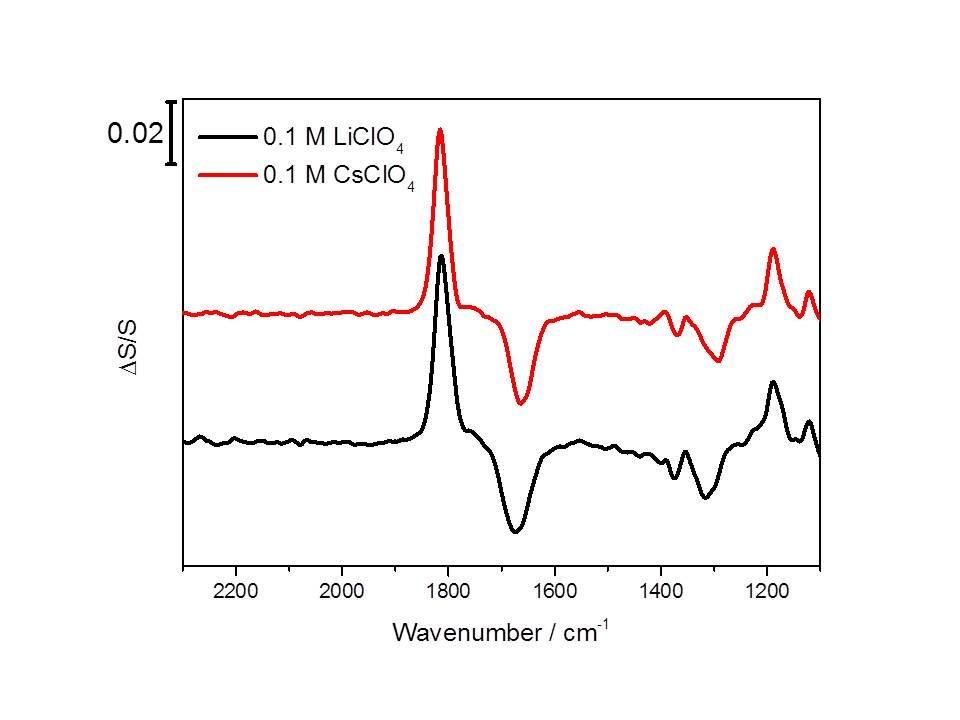 0.02
0.1 M LiClO₄
0.1 M CsClO₄
ΔS/S
2200 2000 1800 1600 1400 1200
Wavenumber / cm⁻¹